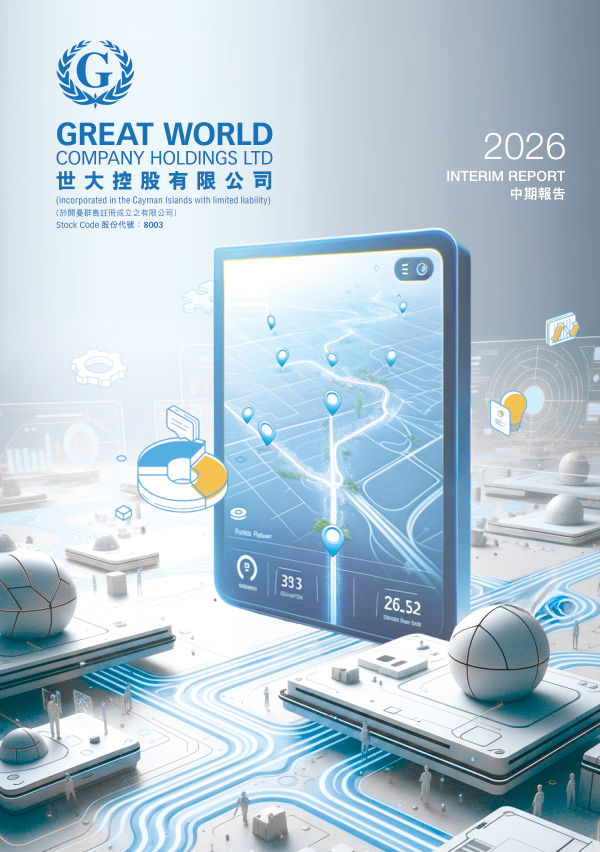 G
GREAT WORLD
COMPANY HOLDINGS LTD
世大控股有限公司
(incorporated in the Cayman Islands with limited liability)
(於開曼群島註冊成立之有限公司)
Stock Code 股份代號：8003
2026
INTERIM REPORT
中期報告
26.52